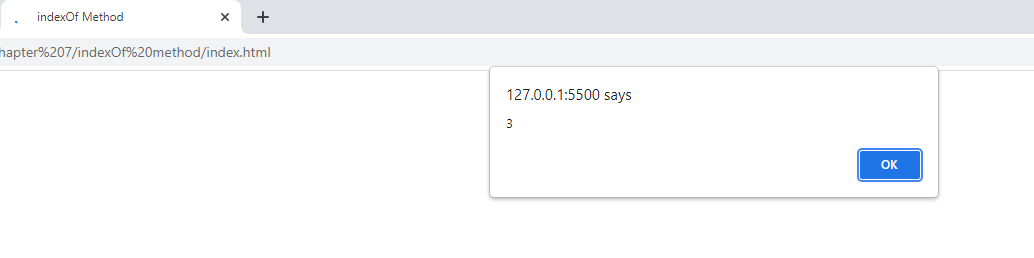 indexOf Method
hapter%207/indexOf%20method/index.html
127.0.0.1:5500 says
3
OK